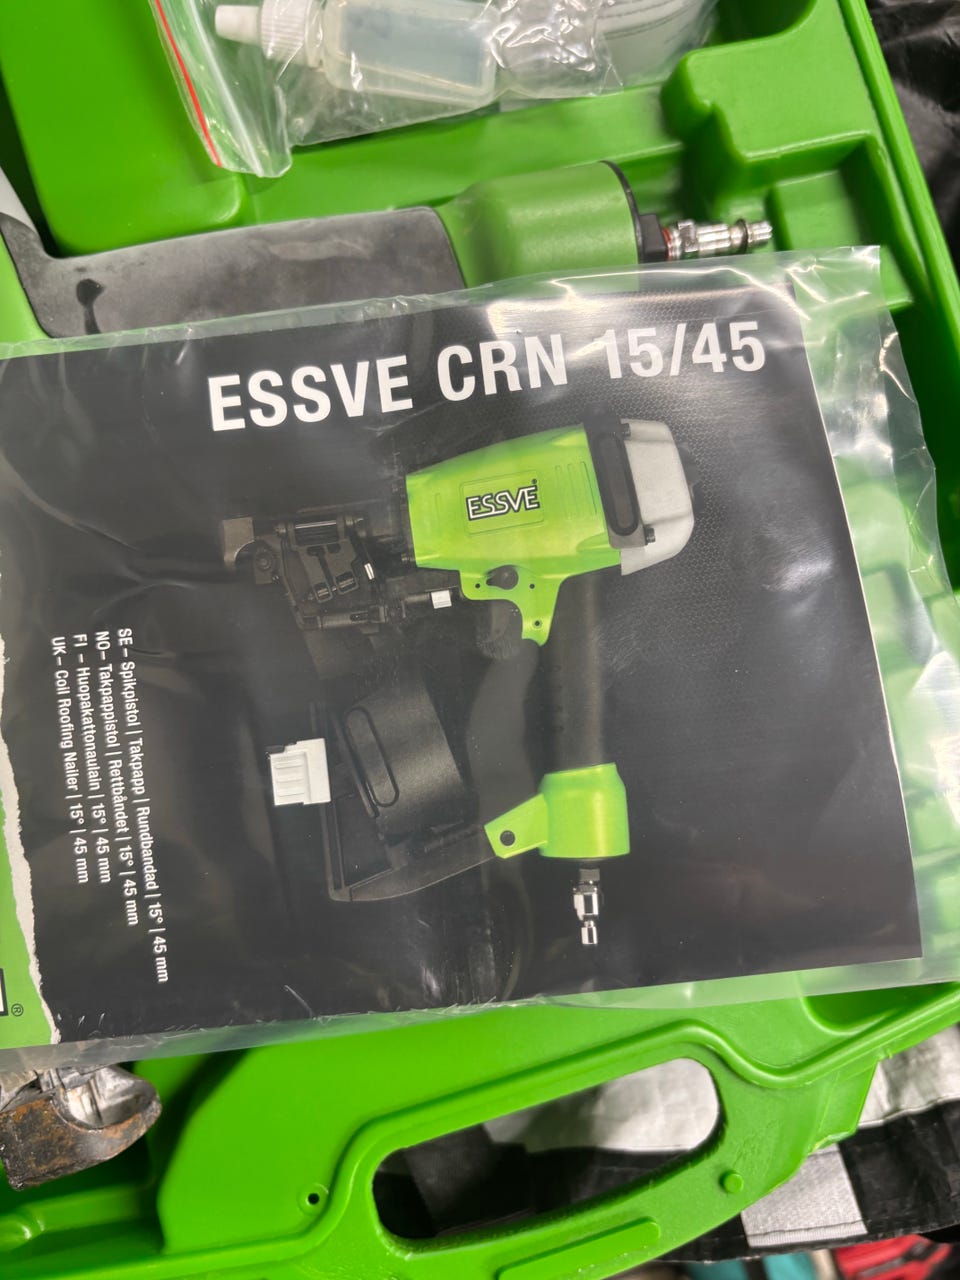 ESSVE CRN 15/45
ESSVE
SE – Spikpistol | Takpapp | Rundbandad | 15° | 45 mm
NO – Takpappistol | Rettbåndet | 15° | 45 mm
FI – Huopakattonaulain | 15° | 45 mm
UK – Coil Roofing Nailer | 15° | 45 mm
®